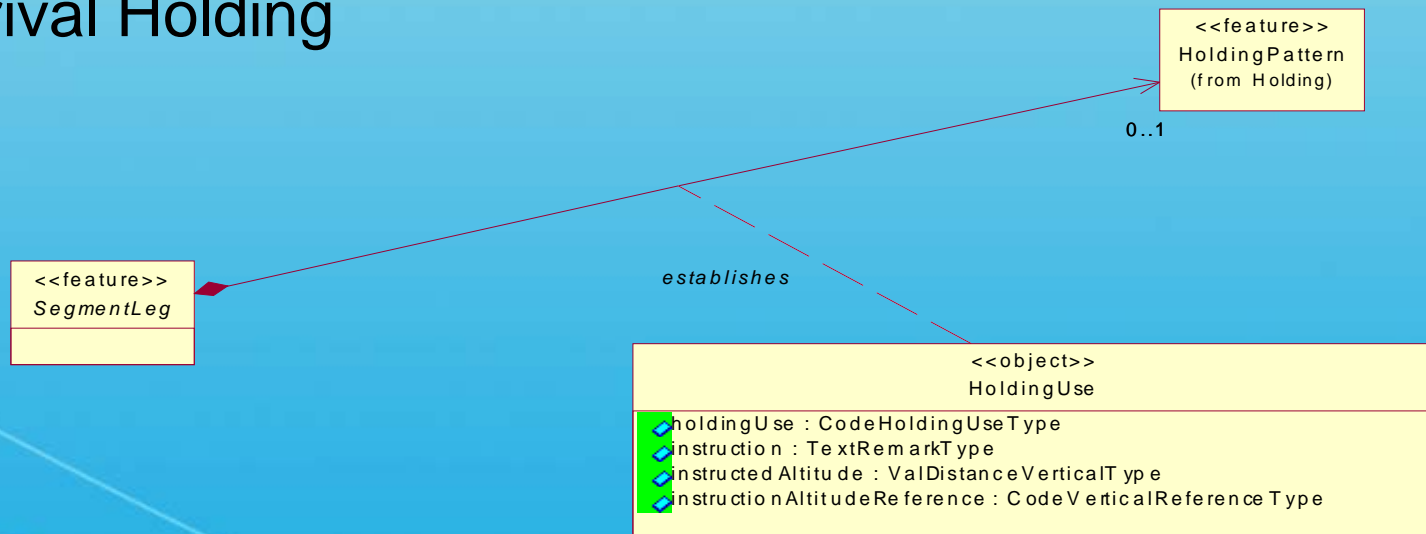 rival Holding
<<feature>>
HoldingPattern
(from Holding)
0..1
<<feature>>
SegmentLeg
establishes
<<object>>
HoldingUse
holdingUse : CodeHoldingUseType
instruction : TextRemarkType
instructedAltitude : ValDistanceVerticalType
instructionAltitudeReference : CodeVerticalReferenceType